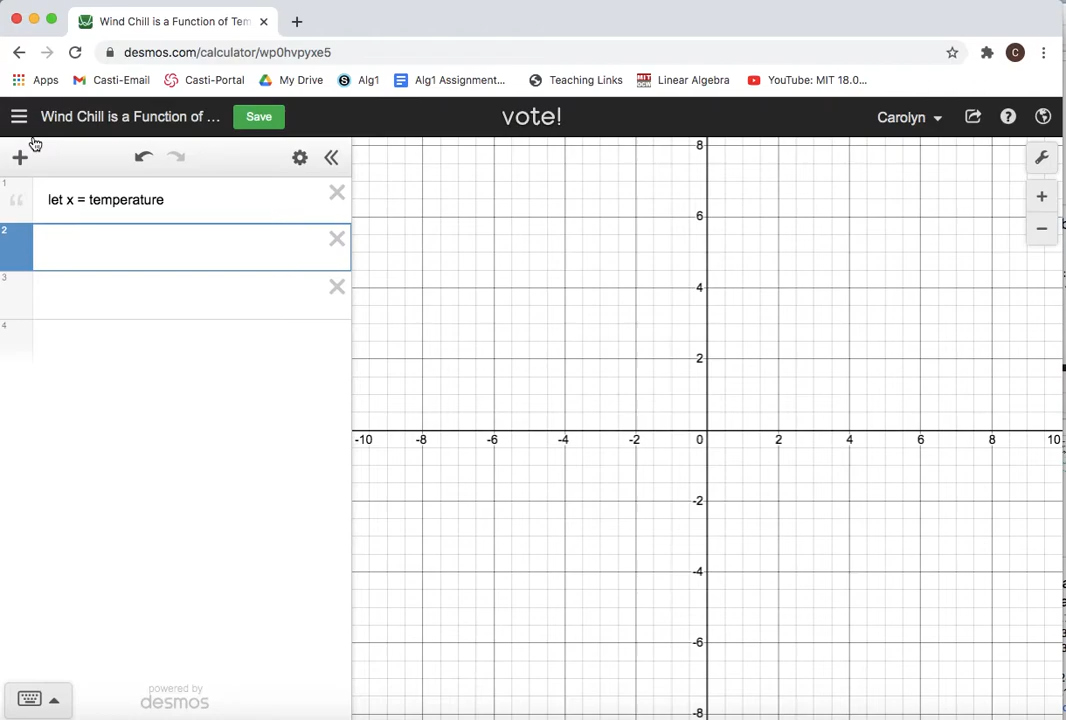 Wind Chill is a Function of Tem
desmos.com/calculator/wp0hvpyxe5
C
Apps
Casti-Email
Casti-Portal
My Drive
Alg1
Alg1 Assignment...
Teaching Links
Linear Algebra
YouTube: MIT 18.0...
Wind Chill is a Function of ...
Save
vote!
Carolyn
1
let x = temperature
2
3
4
8
6
4
2
-10 -8 -6 -4 -2 0 2 4 6 8 10
-2
-4
-6
-8
powered by
desmos